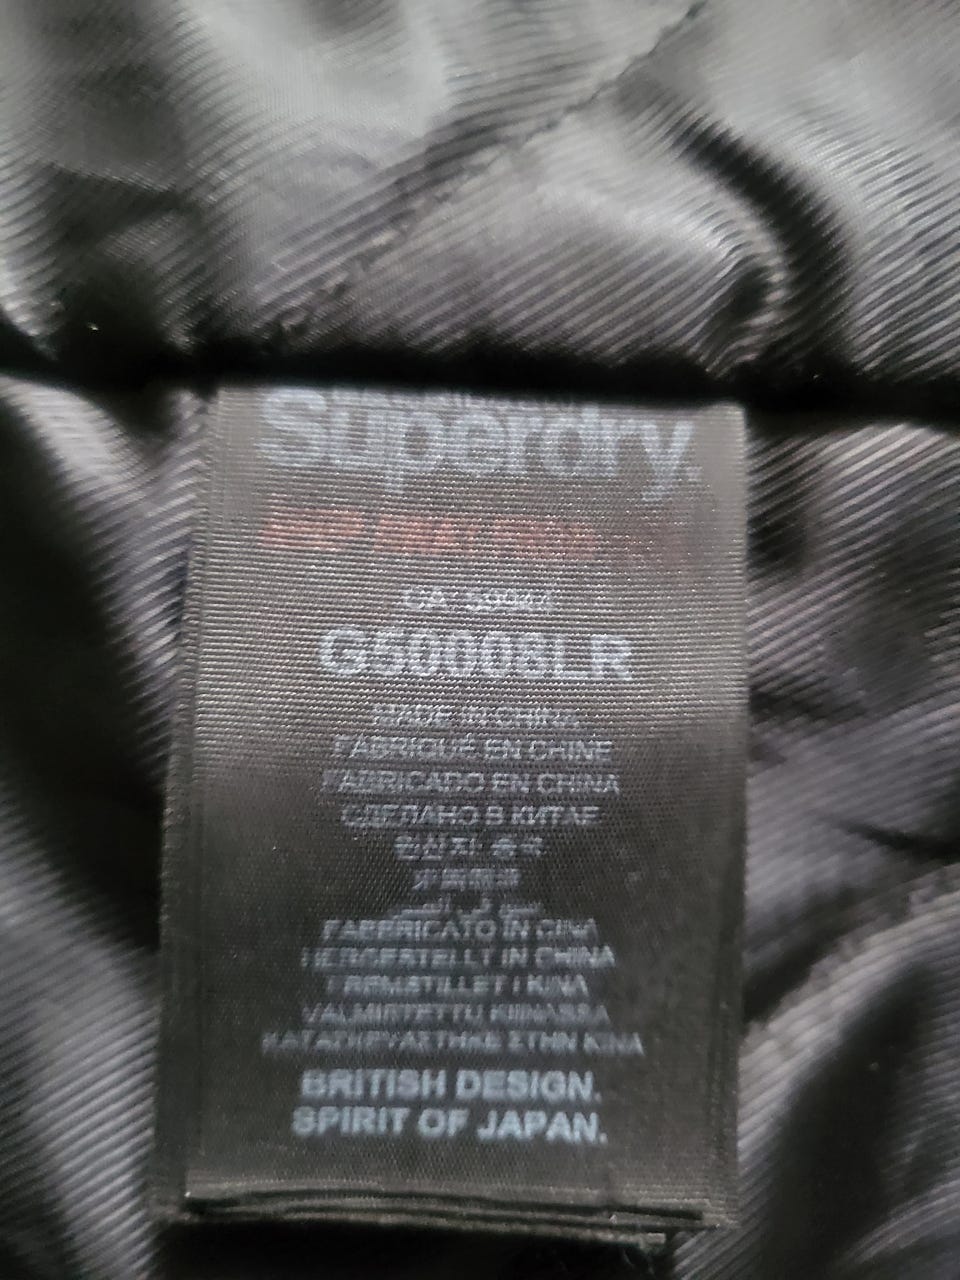 Superdry.
G50006LR
MADE IN CHINA
FABRIQUÉ EN CHINE
FABRICADO EN CHINA
СДЕЛАНО В КИТАЕ
FABBRICATO IN CINA
HERGESTELLT IN CHINA
FREMSTILLET I KINA
VALMISTETTU KIINASSA
ΚΑΤΑΣΚΕΥΑΣΤΗΚΕ ΣΤΗΝ ΚΙΝΑ
BRITISH DESIGN.
SPIRIT OF JAPAN.